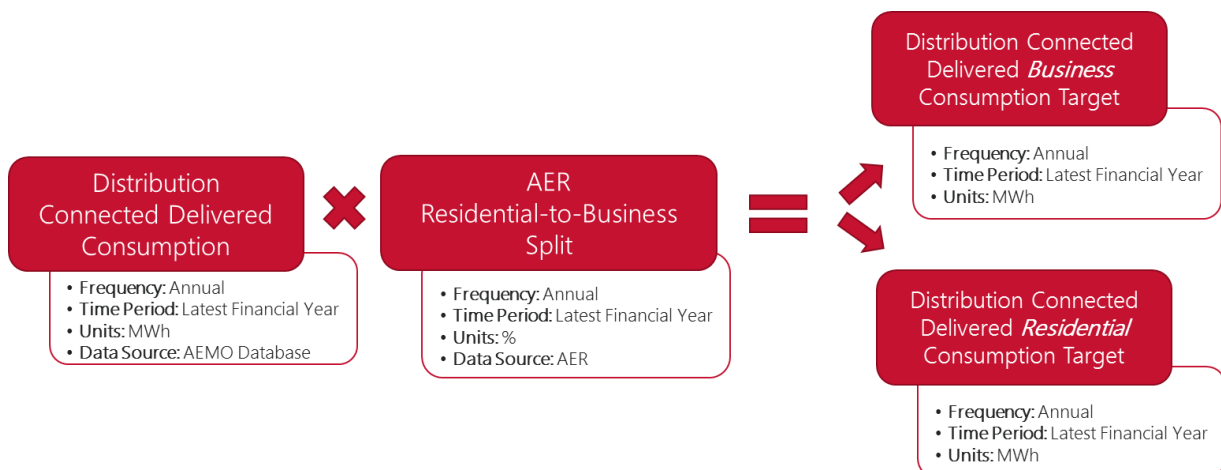 Distribution
Connected Delivered
Consumption
• Frequency: Annual
• Time Period: Latest Financial Year
• Units: MWh
• Data Source: AEMO Database
AER
Residential-to-Business
Split
• Frequency: Annual
• Time Period: Latest Financial Year
• Units: %
• Data Source: AER
Distribution Connected
Delivered Business
Consumption Target
• Frequency: Annual
• Time Period: Latest Financial Year
• Units: MWh
Distribution Connected
Delivered Residential
Consumption Target
• Frequency: Annual
• Time Period: Latest Financial Year
• Units: MWh